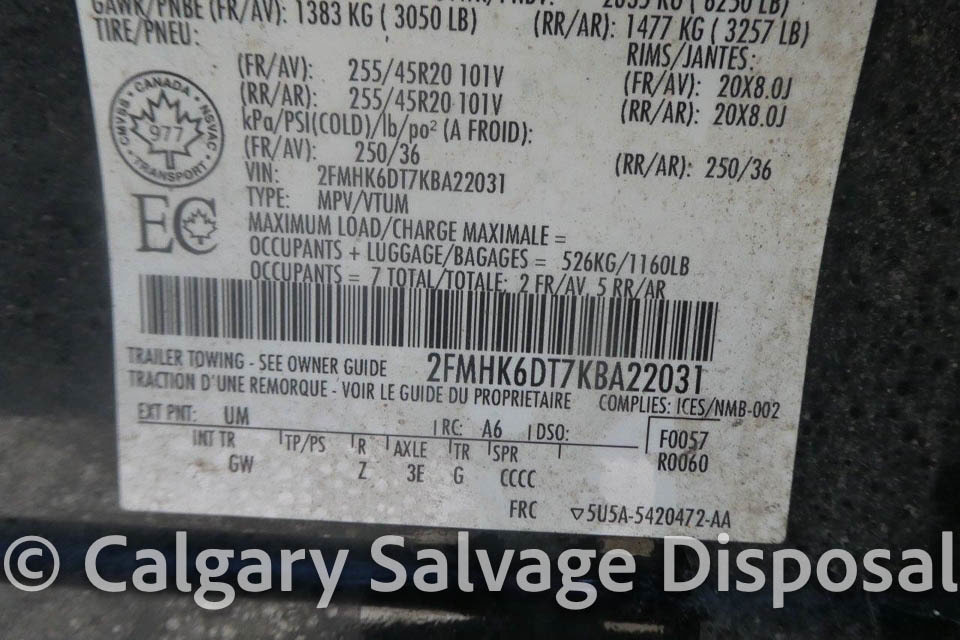 GAWR/PNBE (FR/AV): 1383 KG ( 3050 LB) (RR/AR): 1477 KG ( 3257 LB)
TIRE/PNEU: RIMS/JANTES:
(FR/AV): 255/45R20 101V (FR/AV): 20X8.0J
(RR/AR): 255/45R20 101V (RR/AR): 20X8.0J
kPa/PSI(COLD)/lb/po² (A FROID):
(FR/AV): 250/36 (RR/AR): 250/36
VIN: 2FMHK6DT7KBA22031
TYPE: MPV/VTUM
CANADA
CMVSS NSVAC
977
TRANSPORT
EC
MAXIMUM LOAD/CHARGE MAXIMALE =
OCCUPANTS + LUGGAGE/BAGAGES = 526KG/1160LB
OCCUPANTS = 7 TOTAL/TOTALE: 2 FR/AV, 5 RR/AR
TRAILER TOWING - SEE OWNER GUIDE 2FMHK6DT7KBA22031
TRACTION D'UNE REMORQUE - VOIR LE GUIDE DU PROPRIETAIRE COMPLIES: ICES/NMB-002
EXT PNT: UM RC: A6 DSO: F0057
INT TR TP/PS R AXLE TR SPR R0060
GW Z 3E G CCCC
FRC ▽5U5A-5420472-AA
© Calgary Salvage Disposal